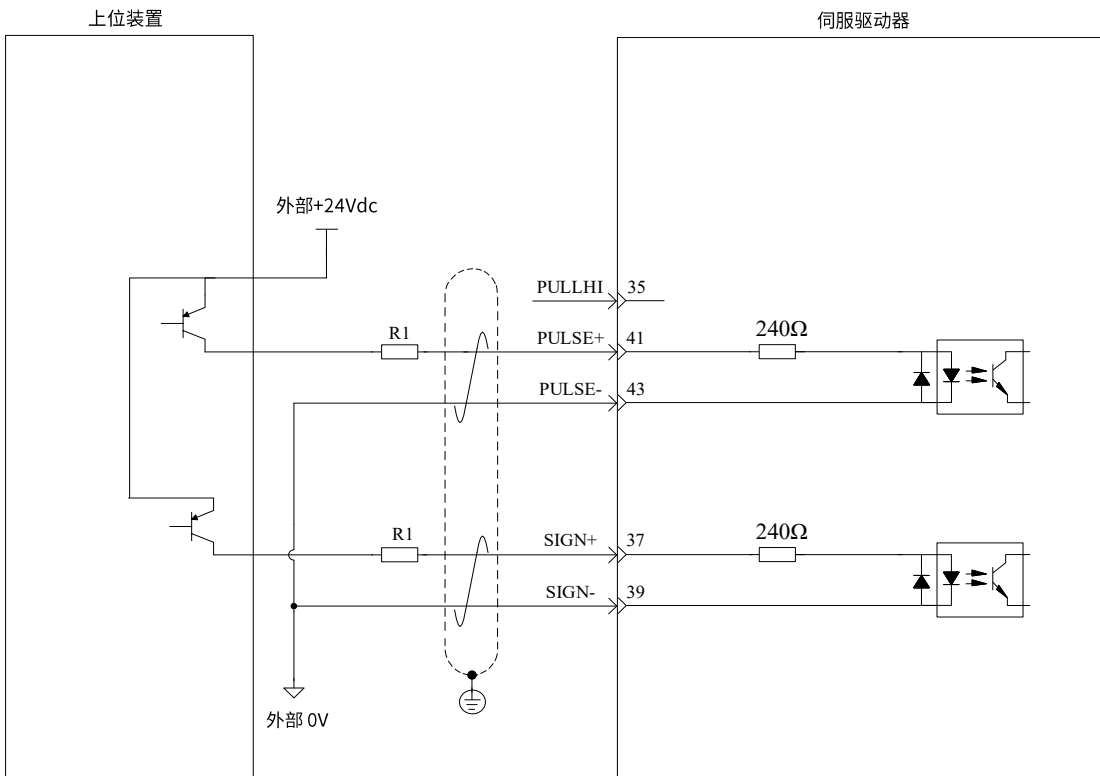 上位装置
伺服驱动器
外部+24Vdc
PULLHI 35
R1 PULSE+ 41 240Ω
PULSE- 43
R1 SIGN+ 37 240Ω
SIGN- 39
外部 0V